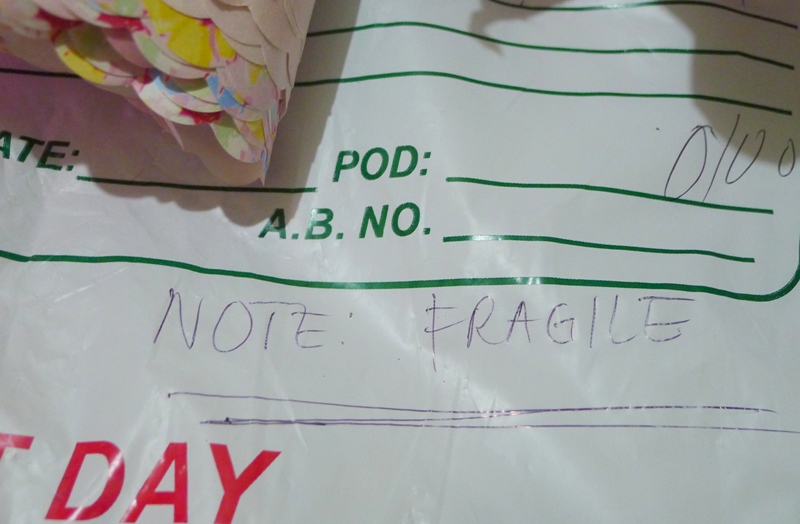 ATE: POD:
A.B. NO.
NOTE: FRAGILE
T DAY